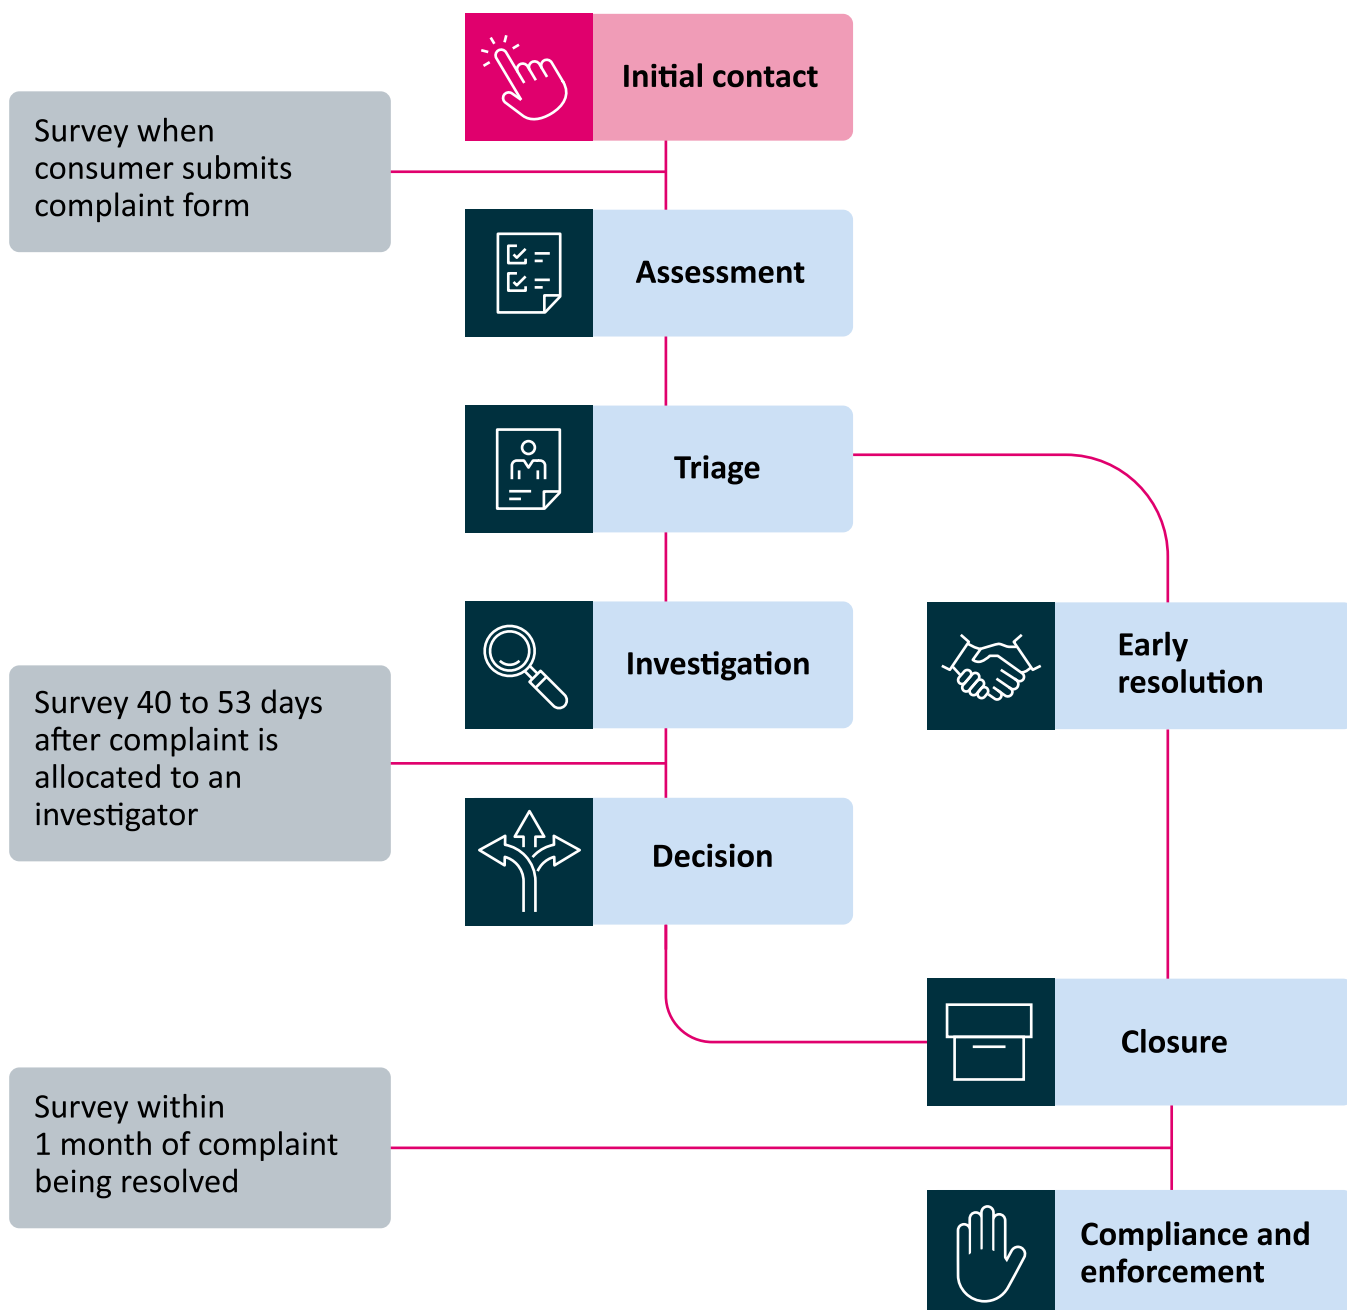 Initial contact
Survey when
consumer submits
complaint form
Assessment
Triage
Investigation
Early
resolution
Survey 40 to 53 days
after complaint is
allocated to an
investigator
Decision
Closure
Survey within
1 month of complaint
being resolved
Compliance and
enforcement